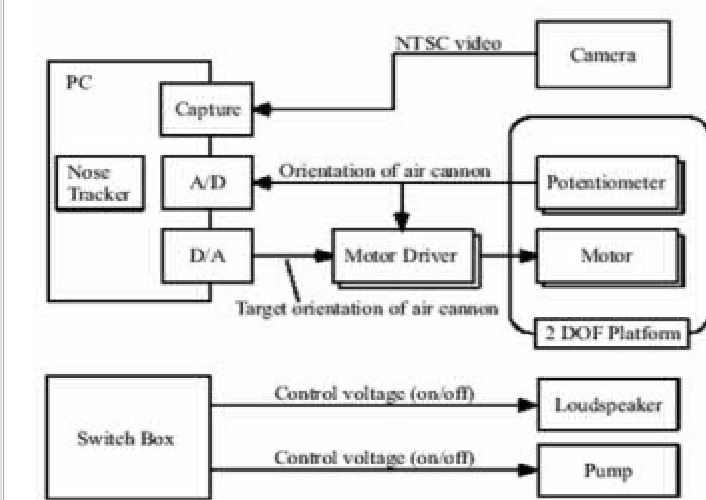 NTSC video
Camera
PC
Capture
Nose
Tracker
A/D
Orientation of air cannon
Potentiometer
D/A
Motor Driver
Motor
Target orientation of air cannon
2 DOF Platform
Switch Box
Control voltage (on/off)
Loudspeaker
Control voltage (on/off)
Pump